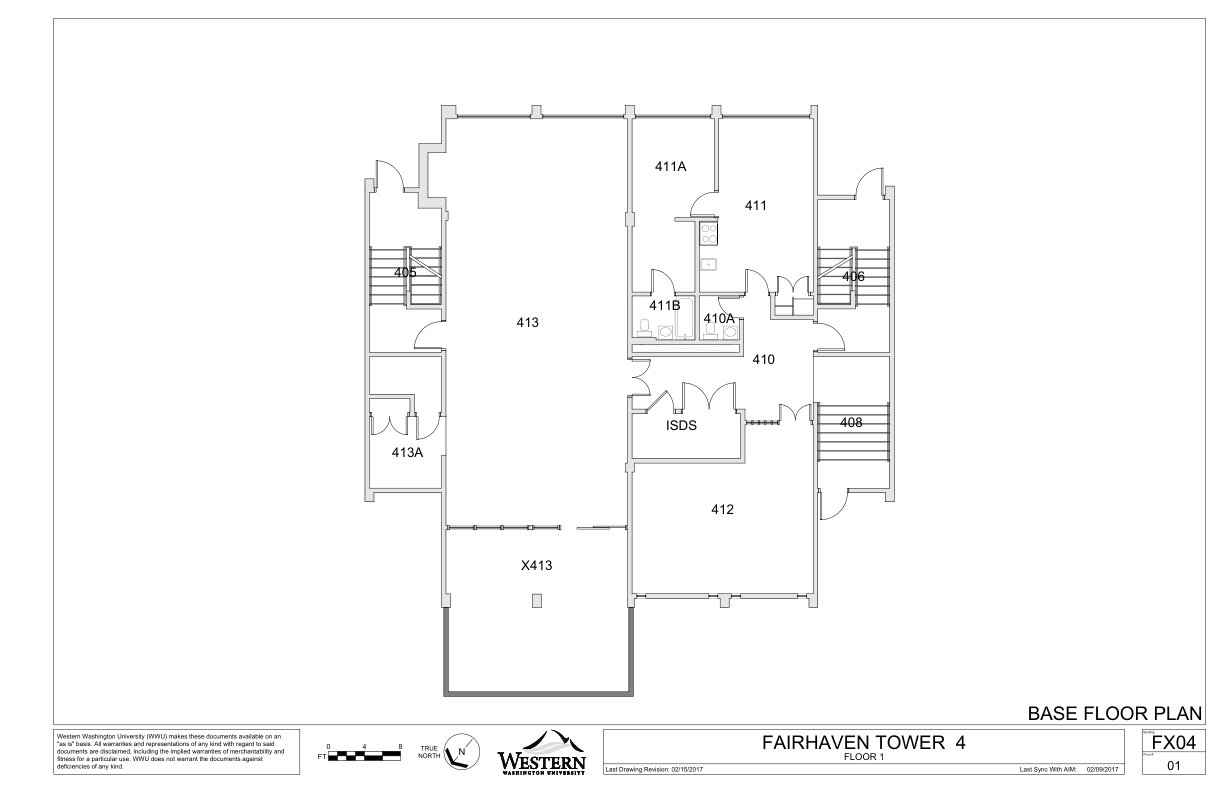 411A
411
405
406
411B
410A
413
410
ISDS
408
413A
412
X413
BASE FLOOR PLAN
Western Washington University (WWU) makes these documents available on an
"as is" basis. All warranties and representations of any kind with regard to said
documents are disclaimed, including the implied warranties of merchantability and
fitness for a particular use. WWU does not warrant the documents against
deficiencies of any kind.
0 4 8
FT
TRUE
NORTH
N
WESTERN
WASHINGTON UNIVERSITY
FAIRHAVEN TOWER 4
FLOOR 1
Last Drawing Revision: 02/15/2017
Last Sync With AIM: 02/09/2017
FX04
01